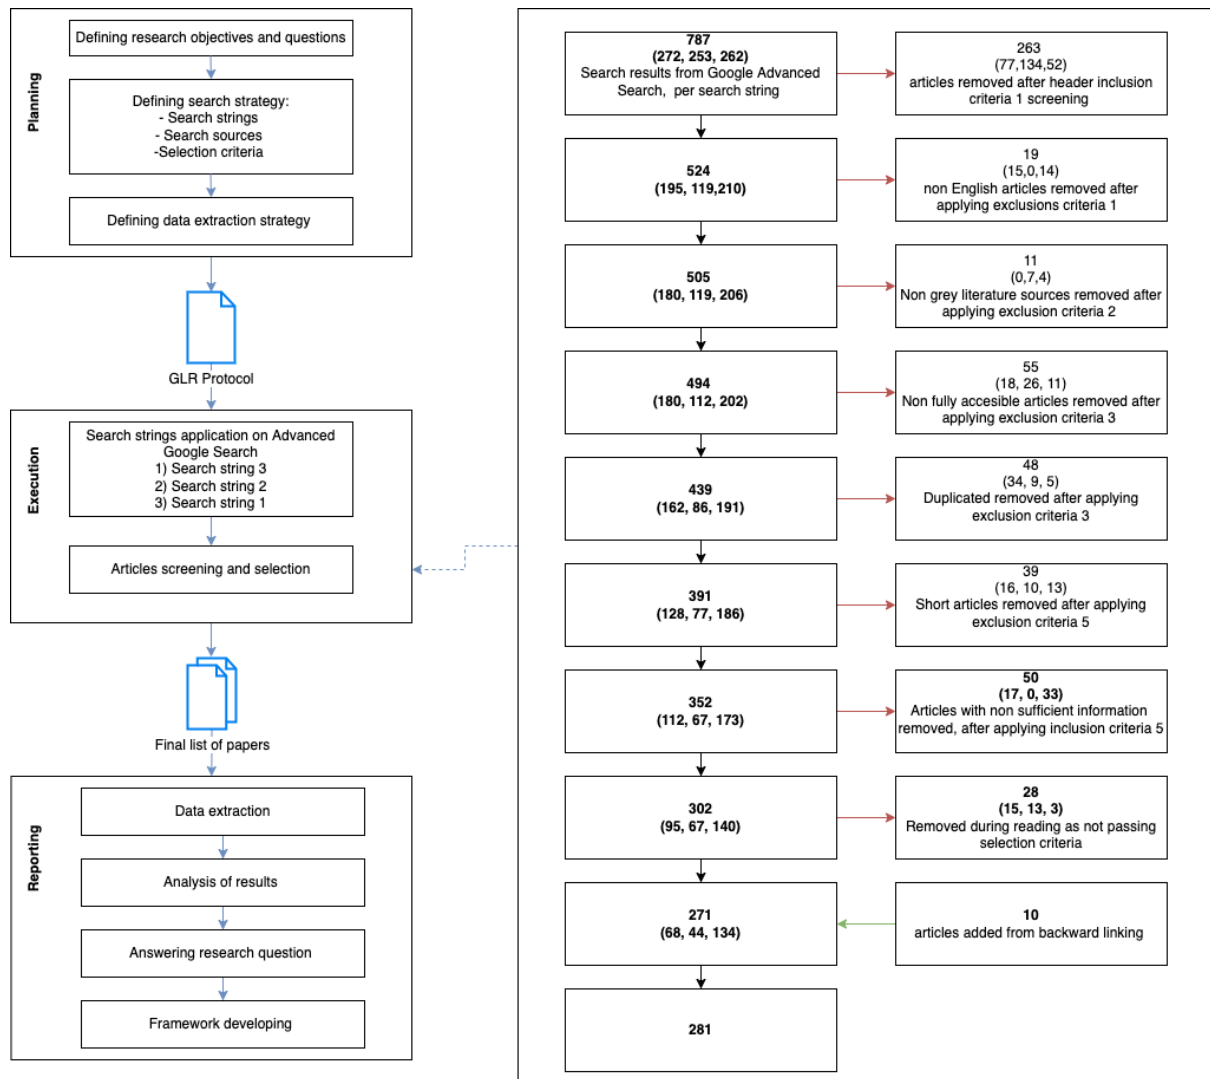 Planning
Defining research objectives and questions
Defining search strategy:
- Search strings
- Search sources
-Selection criteria
Defining data extraction strategy
GLR Protocol
Execution
Search strings application on Advanced
Google Search
1) Search string 3
2) Search string 2
3) Search string 1
Articles screening and selection
Final list of papers
Reporting
Data extraction
Analysis of results
Answering research question
Framework developing
787
(272, 253, 262)
Search results from Google Advanced
Search, per search string
263
(77,134,52)
articles removed after header inclusion
criteria 1 screening
524
(195, 119,210)
19
(15,0,14)
non English articles removed after
applying exclusions criteria 1
505
(180, 119, 206)
11
(0,7,4)
Non grey literature sources removed after
applying exclusion criteria 2
494
(180, 112, 202)
55
(18, 26, 11)
Non fully accesible articles removed after
applying exclusion criteria 3
439
(162, 86, 191)
48
(34, 9, 5)
Duplicated removed after applying
exclusion criteria 3
391
(128, 77, 186)
39
(16, 10, 13)
Short articles removed after applying
exclusion criteria 5
352
(112, 67, 173)
50
(17, 0, 33)
Articles with non sufficient information
removed, after applying inclusion criteria 5
302
(95, 67, 140)
28
(15, 13, 3)
Removed during reading as not passing
selection criteria
271
(68, 44, 134)
10
articles added from backward linking
281